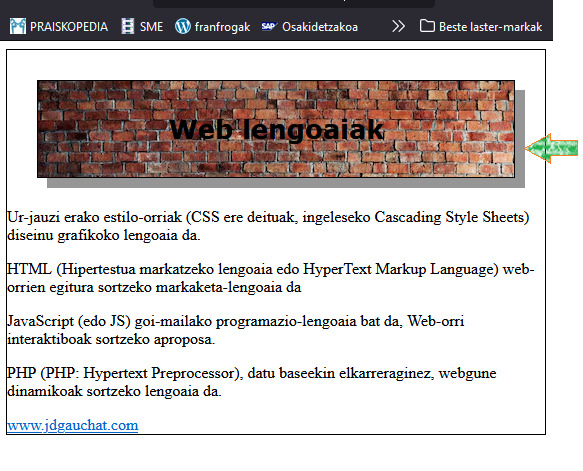 PRAISKOPEDIA SME franfrogak SAP Osakidetzakoa Beste laster-markak
Web lengoaiak
Ur-jauzi erako estilo-orriak (CSS ere deituak, ingeleseko Cascading Style Sheets)
diseinu grafikoko lengoaia da.
HTML (Hipertestua markatzeko lengoaia edo HyperText Markup Language) web-
orrien egitura sortzeko markaketa-lengoaia da
JavaScript (edo JS) goi-mailako programazio-lengoaia bat da, Web-orri
interaktiboak sortzeko aproposa.
PHP (PHP: Hypertext Preprocessor), datu baseekin elkarreraginez, webgune
dinamikoak sortzeko lengoaia da.
www.jdgauchat.com